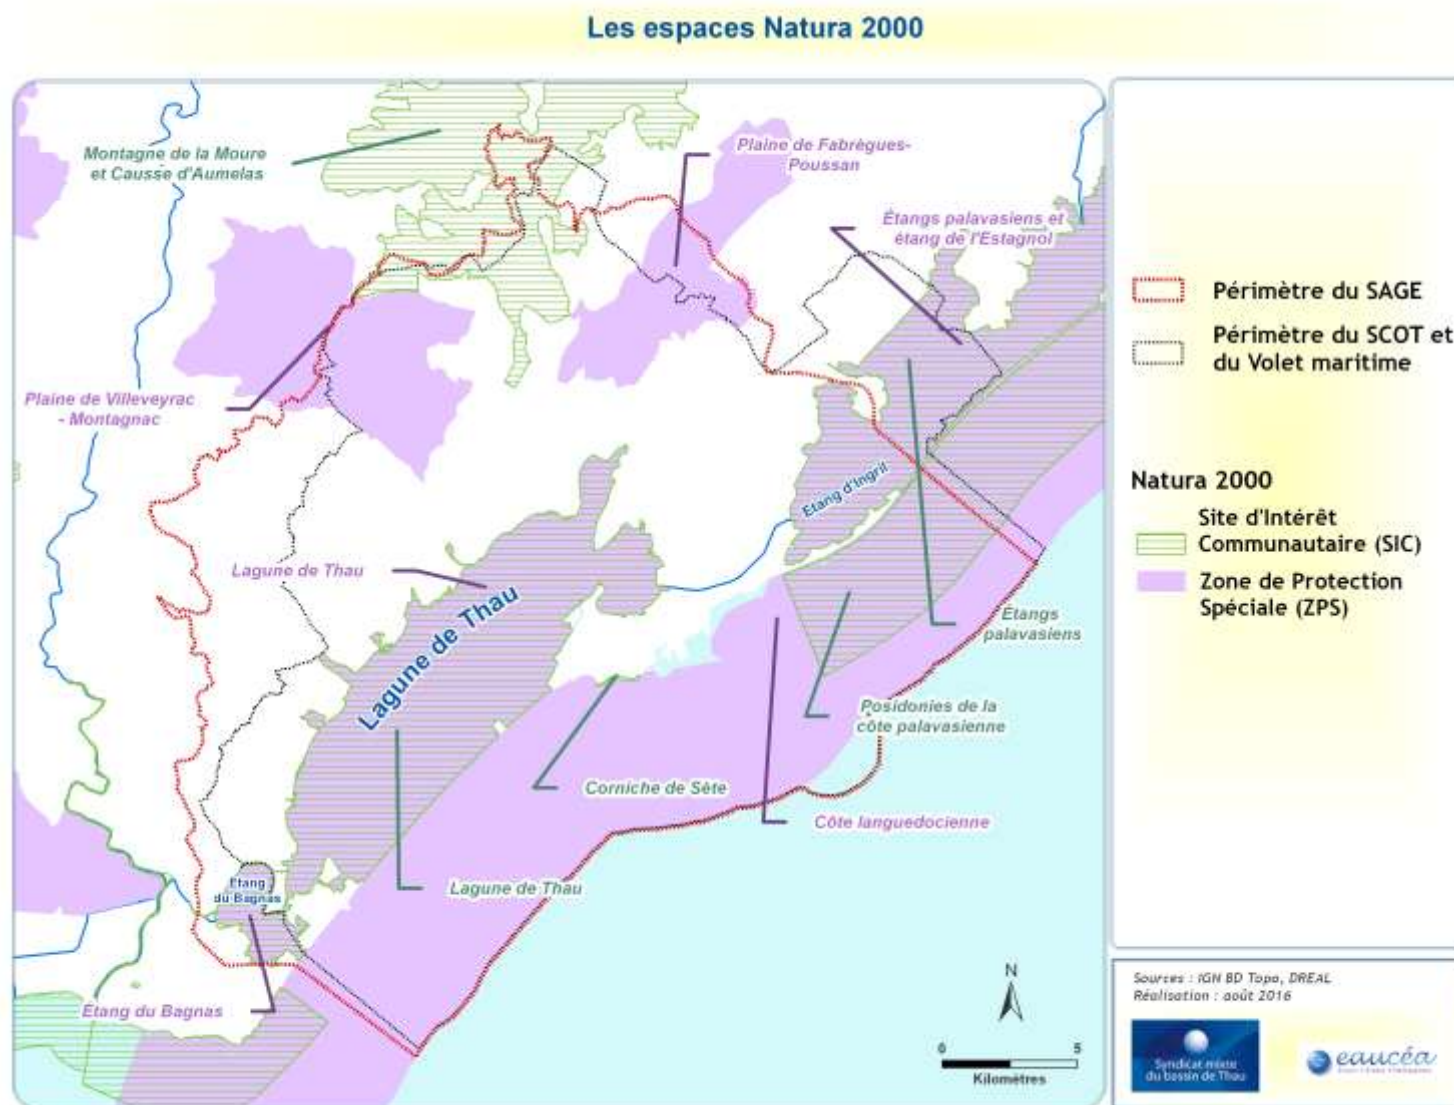 Les espaces Natura 2000
Montagne de la Moure
et Causse d'Aumelas
Plaine de Fabrègues-
Poussan
Étangs palavasiens et
étang de l'Estagnol
Plaine de Villeveyrac
- Montagnac
Etang d'Ingril
Lagune de Thau
Lagune de Thau
Étangs
palavasiens
Posidonies de la
côte palavasienne
Corniche de Sète
Côte languedocienne
Etang
du Bagnas
Lagune de Thau
Etang du Bagnas
N
0 5
Kilomètres
Périmètre du SAGE
Périmètre du SCOT et
du Volet maritime
Natura 2000
Site d'Intérêt
Communautaire (SIC)
Zone de Protection
Spéciale (ZPS)
Sources : IGN BD Topo, DREAL
Réalisation : août 2016
Syndicat mixte
du bassin de Thau
eaucéa